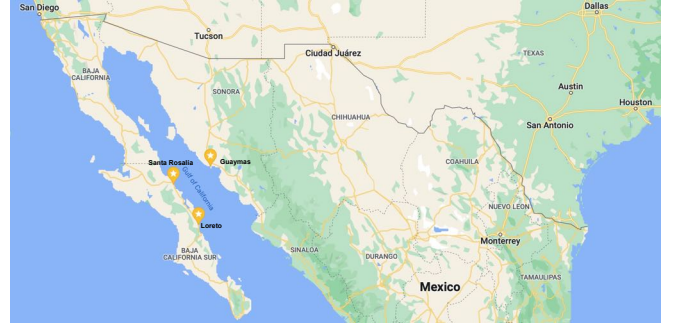 San Diego
Dallas
Tucson
Ciudad Juárez
TEXAS
BAJA
CALIFORNIA
SONORA
Austin
Houston
CHIHUAHUA
San Antonio
Santa Rosalia
Guaymas
COAHUILA
Gulf of California
NUEVO LEON
Loreto
Monterrey
BAJA
CALIFORNIA SUR
SINALOA
DURANGO
TAMAULIPAS
Mexico